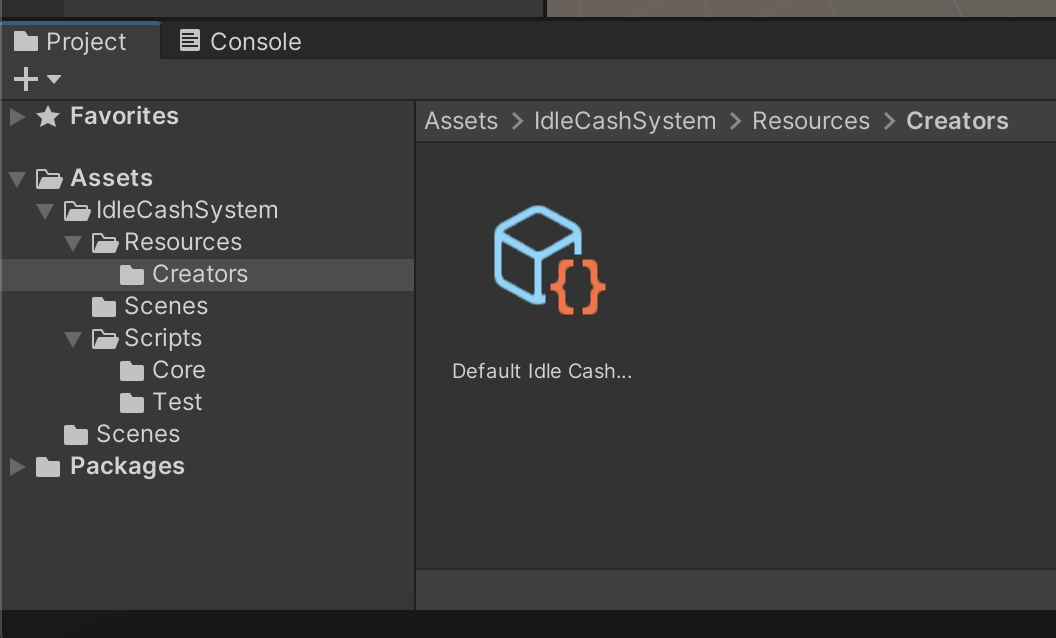 Project
Console
Favorites
Assets > IdleCashSystem > Resources > Creators
Assets
IdleCashSystem
Resources
Creators
Scenes
Scripts
Core
Test
Scenes
Packages
{}
Default Idle Cash...